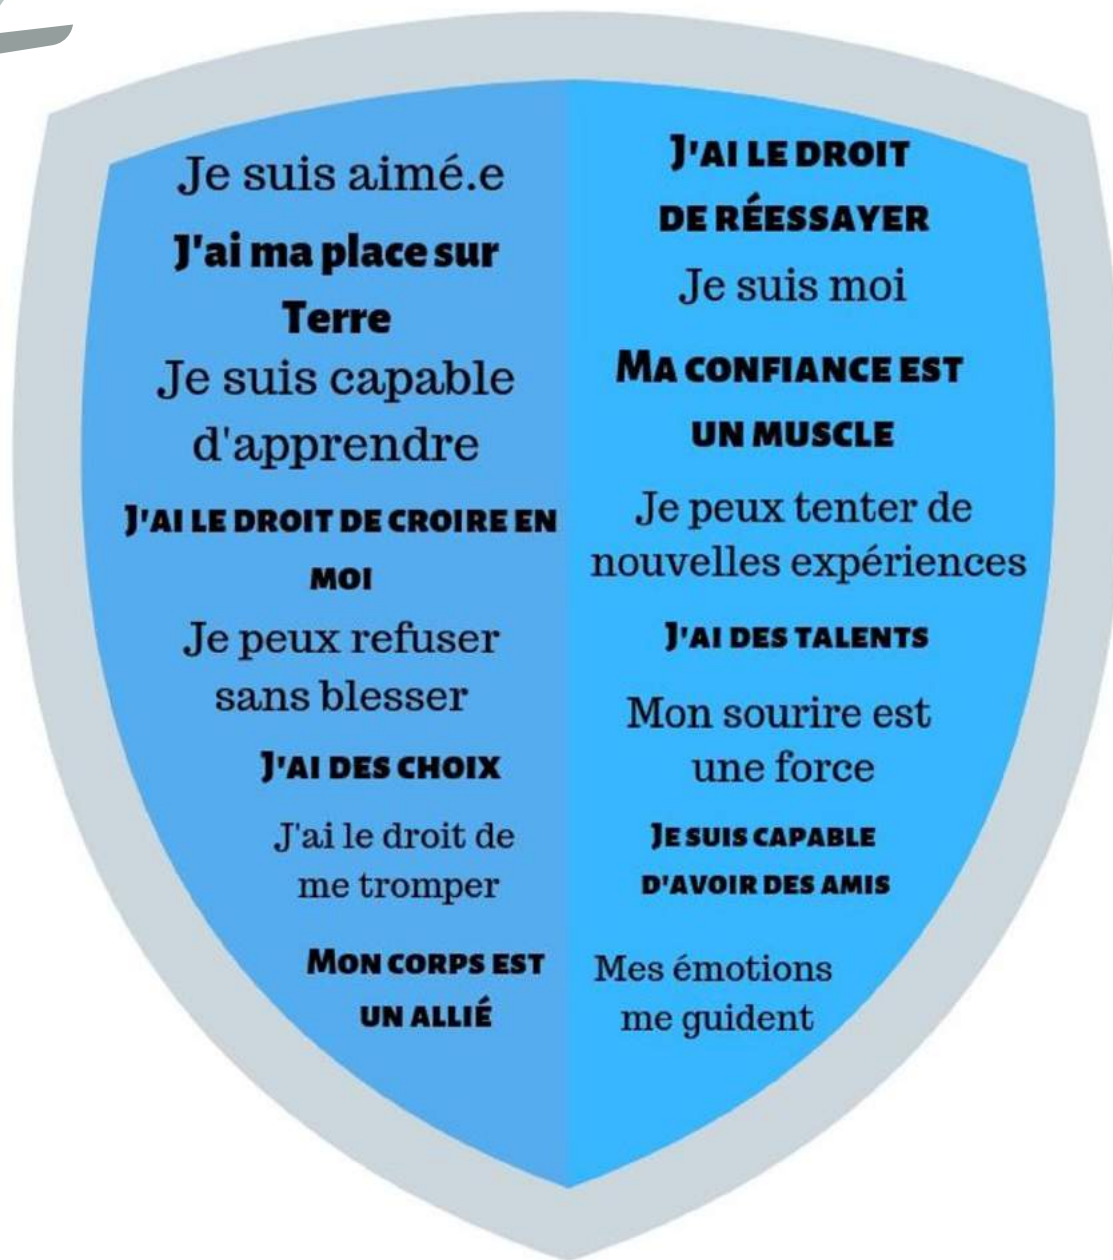 Je suis aimé.e
J'ai ma place sur
Terre
Je suis capable
d'apprendre
J'AI LE DROIT DE CROIRE EN
MOI
Je peux refuser
sans blesser
J'AI DES CHOIX
J'ai le droit de
me tromper
MON CORPS EST
UN ALLIÉ
J'AI LE DROIT
DE RÉESSAYER
Je suis moi
MA CONFIANCE EST
UN MUSCLE
Je peux tenter de
nouvelles expériences
J'AI DES TALENTS
Mon sourire est
une force
JE SUIS CAPABLE
D'AVOIR DES AMIS
Mes émotions
me guident